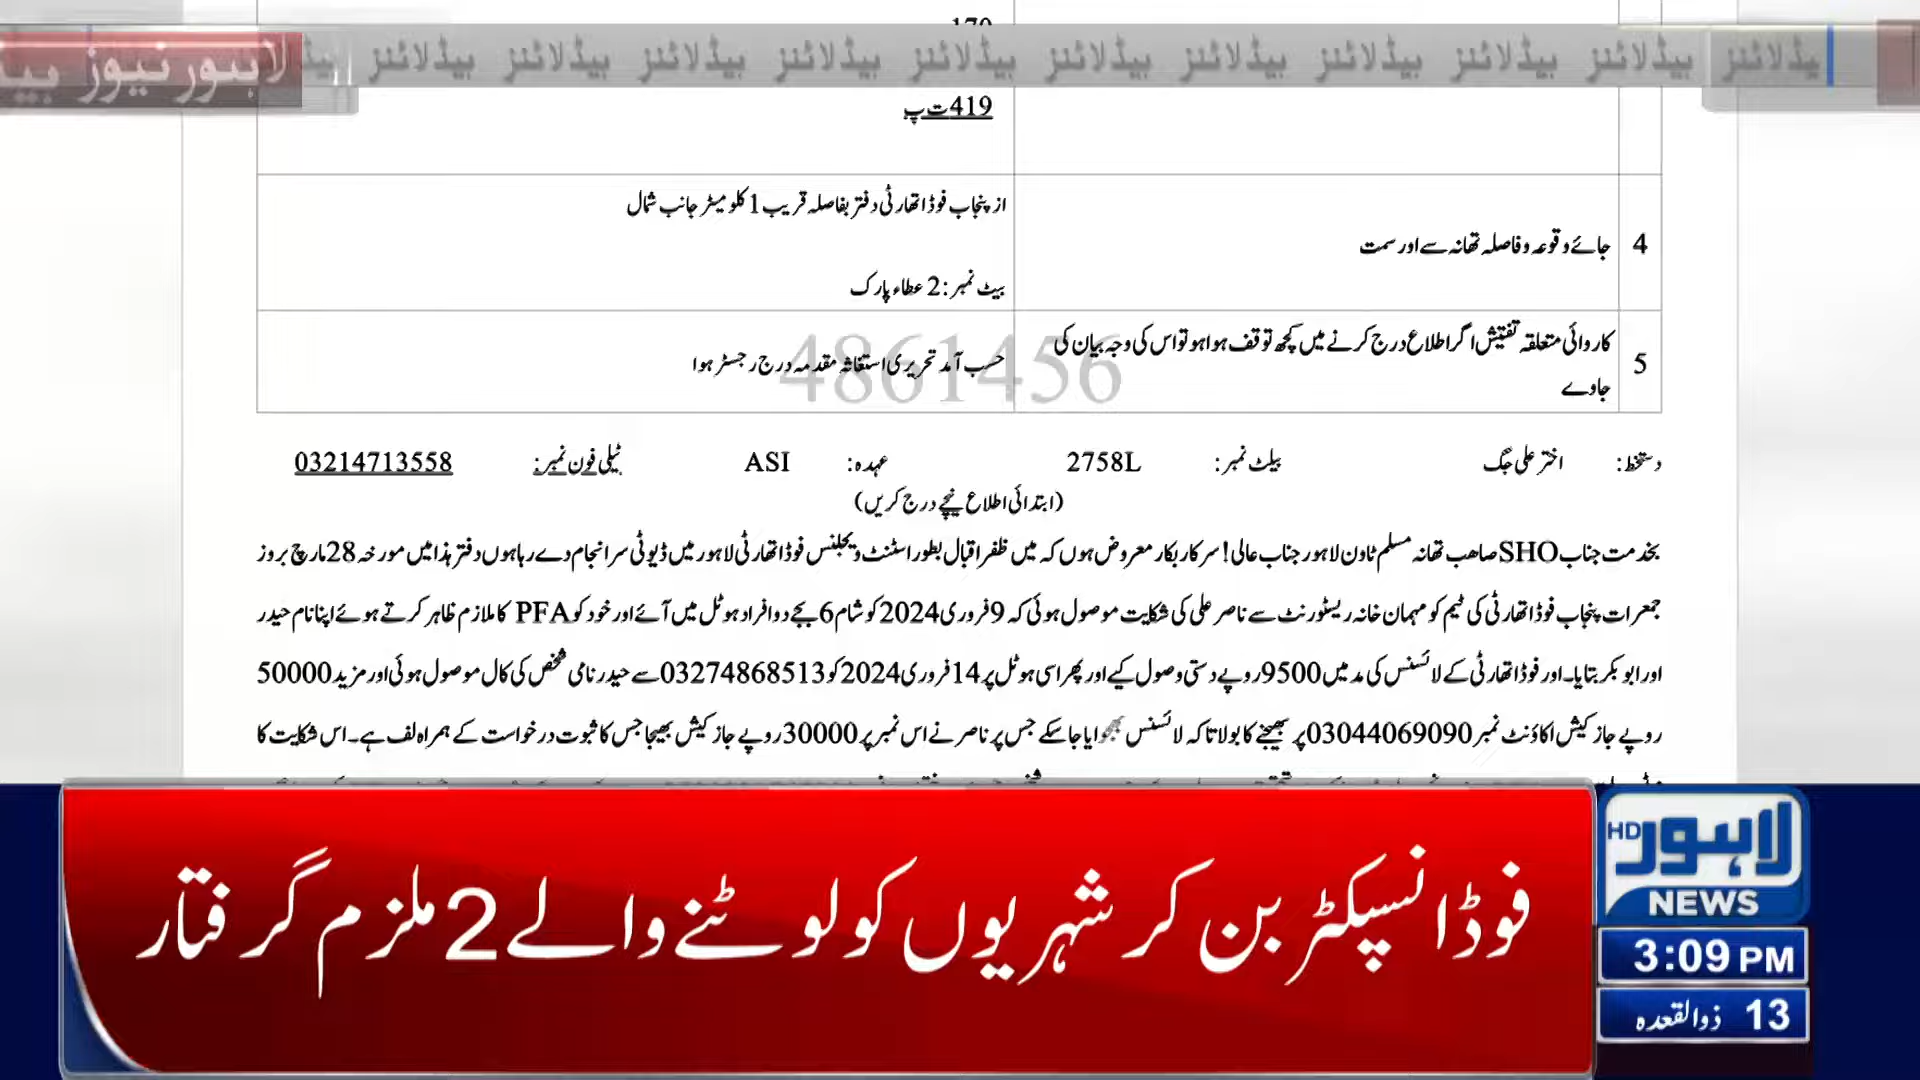 170
لاہور نیوز ہیڈلائنز ہیڈلائنز ہیڈلائنز ہیڈلائنز ہیڈلائنز ہیڈلائنز ہیڈلائنز ہیڈلائنز ہیڈلائنز ہیڈلائنز ہیڈلائنز
419ت پ
4 جائے وقوعہ و فاصلہ تھانہ سے اور سمت
از پنجاب فوڈ اتھارٹی دفتر بفاصلہ قریب 1 کلو میٹر جانب شمال
بیٹ نمبر : 2 عطاء پارک
5 کاروائی متعلقہ تفتیش اگر اطلاع درج کرنے میں کچھ توقف ہوا ہو تو اس کی وجہ بیان کی
جاوے
حسب آمد تحریری استغاثہ مقدمہ درج رجسٹر ہوا
4861456
دستخط: اختر علی جگ بیلٹ نمبر: 2758L عہدہ: ASI ٹیلی فون نمبر: 03214713558
(ابتدائی اطلاع نیچے درج کریں)
بخدمت جناب SHO صاحب تھانہ مسلم ٹاون لاہور جناب عالی! سرکار بکار معروض ہوں کہ میں ظفر اقبال بطور اسٹنٹ ویجلنس فوڈ اتھارٹی لاہور میں ڈیوٹی سر انجام دے رہا ہوں دفتر ہذا میں مورخہ 28 مارچ بروز
جمعرات پنجاب فوڈ اتھارٹی کی ٹیم کو مہمان خانہ ریسٹورنٹ سے ناصر علی کی شکایت موصول ہوئی کہ 9 فروری 2024 کو شام 6 بجے دو افراد ہوٹل میں آئے اور خود کو PFA کا ملازم ظاہر کرتے ہوئے اپنا نام حیدر
اور ابو بکر بتایا۔ اور فوڈ اتھارٹی کے لائسنس کی مد میں 9500 روپے دستی وصول کیے اور پھر اسی ہوٹل پر 14 فروری 2024 کو 03274868513 سے حیدر نامی شخص کی کال موصول ہوئی اور مزید 50000
روپے جاز کیش اکاؤنٹ نمبر 03044069090 پر بھیجنے کا بولا تاکہ لائسنس بھجوایا جا سکے جس پر ناصر نے اس نمبر پر 30000 روپے جاز کیش بھیجا جس کا ثبوت درخواست کے ہمراہ لف ہے۔ اس شکایت کا
فوڈ انسپکٹر بن کر شہریوں کو لوٹنے والے 2 ملزم گرفتار
لاہور HD
NEWS
3:09 PM
13 ذوالقعدہ